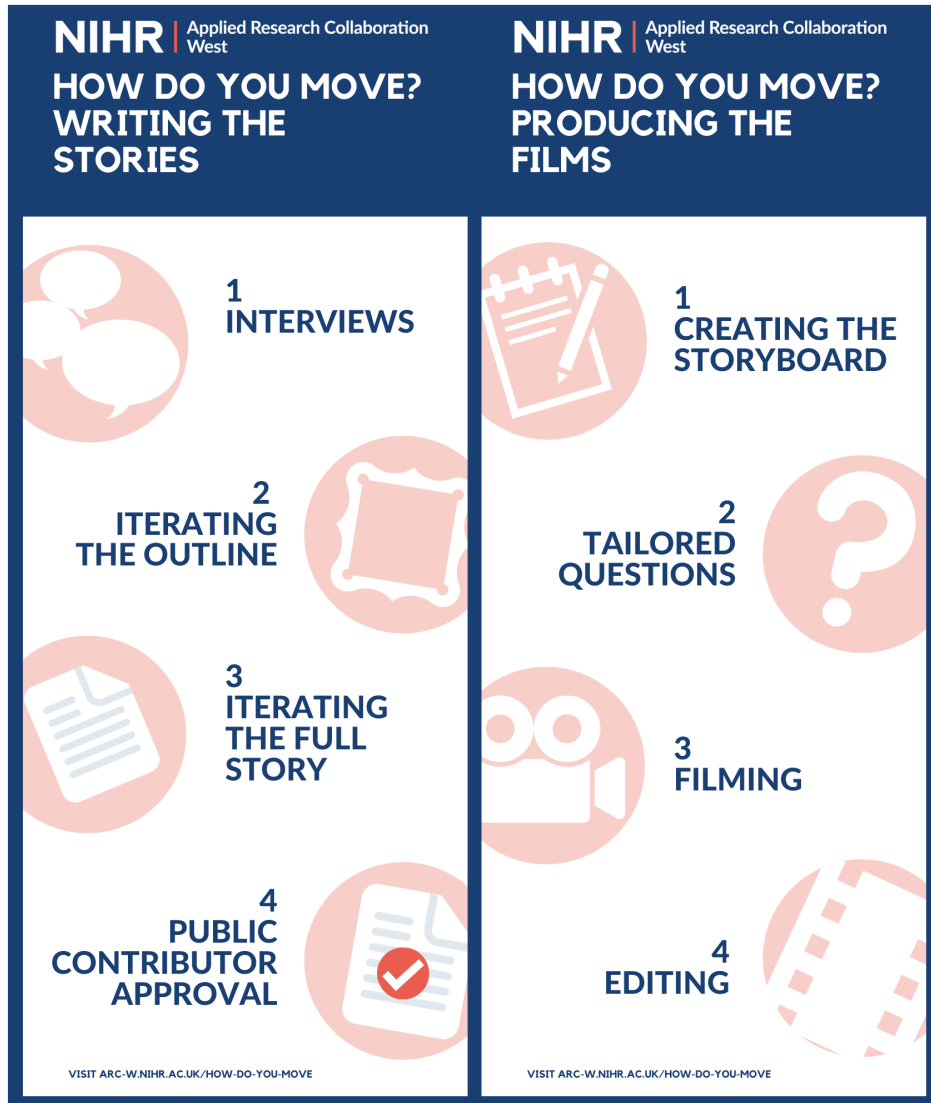 NIHR | Applied Research Collaboration
West
HOW DO YOU MOVE?
WRITING THE
STORIES
1
INTERVIEWS
2
ITERATING
THE OUTLINE
3
ITERATING
THE FULL
STORY
4
PUBLIC
CONTRIBUTOR
APPROVAL
VISIT ARC-W.NIHR.AC.UK/HOW-DO-YOU-MOVE
NIHR | Applied Research Collaboration
West
HOW DO YOU MOVE?
PRODUCING THE
FILMS
1
CREATING THE
STORYBOARD
2
TAILORED
QUESTIONS
3
FILMING
4
EDITING
VISIT ARC-W.NIHR.AC.UK/HOW-DO-YOU-MOVE